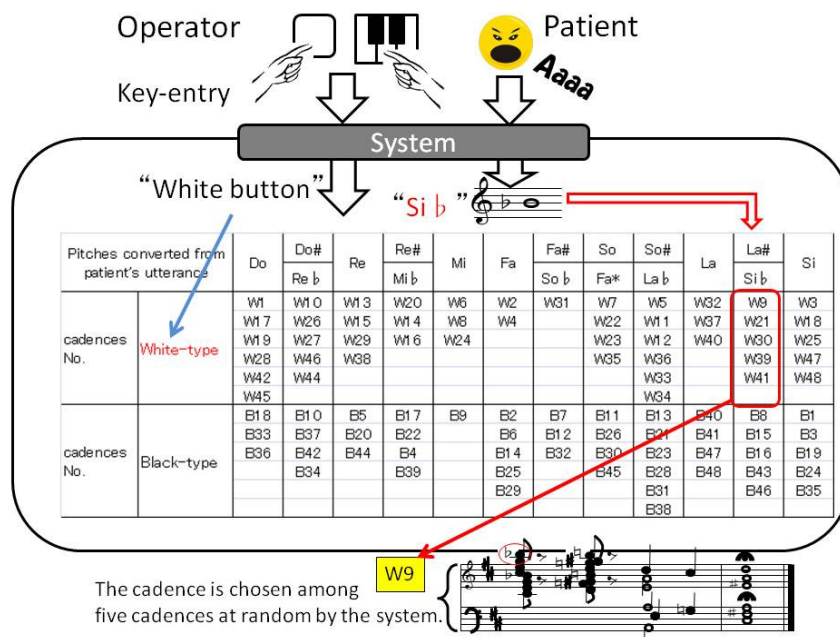 Operator
Patient
Aaaa
Key-entry
System
“White button”
“Si ♭”
Pitches converted from patient's utterance Do Do# Re Re# Mi Fa Fa# So So# La La# Si
Re♭ Mi♭ So♭ Fa* La♭ Si♭
cadences No. White-type
W1 W10 W13 W20 W6 W2 W31 W7 W5 W32 W9 W3
W17 W26 W15 W14 W8 W4 W22 W11 W37 W21 W18
W19 W27 W29 W16 W24 W23 W12 W40 W30 W25
W28 W46 W38 W35 W36 W39 W47
W42 W44 W33 W41 W48
W45 W34
cadences No. Black-type
B18 B10 B5 B17 B9 B2 B7 B11 B13 B40 B8 B1
B33 B37 B20 B22 B6 B12 B26 B21 B41 B15 B3
B36 B42 B44 B4 B14 B32 B30 B23 B47 B16 B19
B34 B39 B25 B45 B28 B48 B43 B24
B29 B31 B46 B35
B38
W9
The cadence is chosen among
five cadences at random by the system.